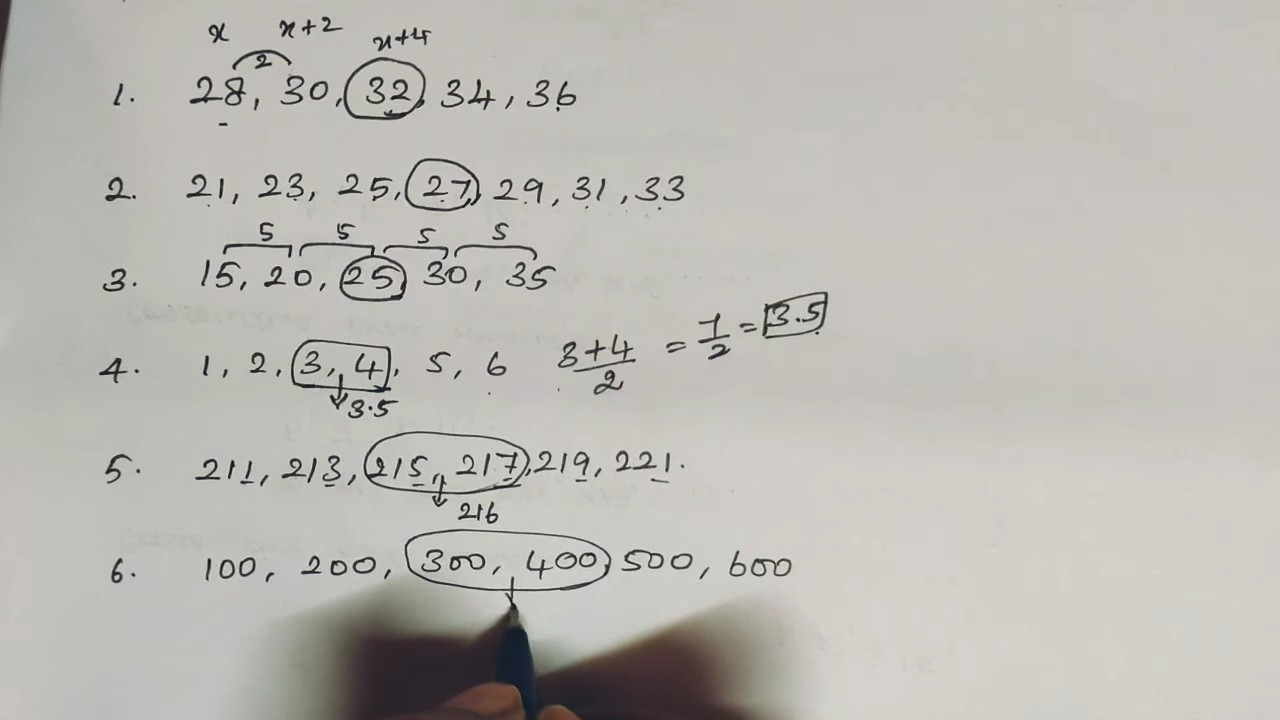 x x+2 x+4
2
1. 28, 30, 32, 34, 36
2. 21, 23, 25, 27, 29, 31, 33
5 5 5 5
3. 15, 20, 25, 30, 35
4. 1, 2, 3, 4, 5, 6 3+4/2 = 7/2 = 3.5
3.5
5. 211, 213, 215, 217, 219, 221.
216
6. 100, 200, 300, 400, 500, 600